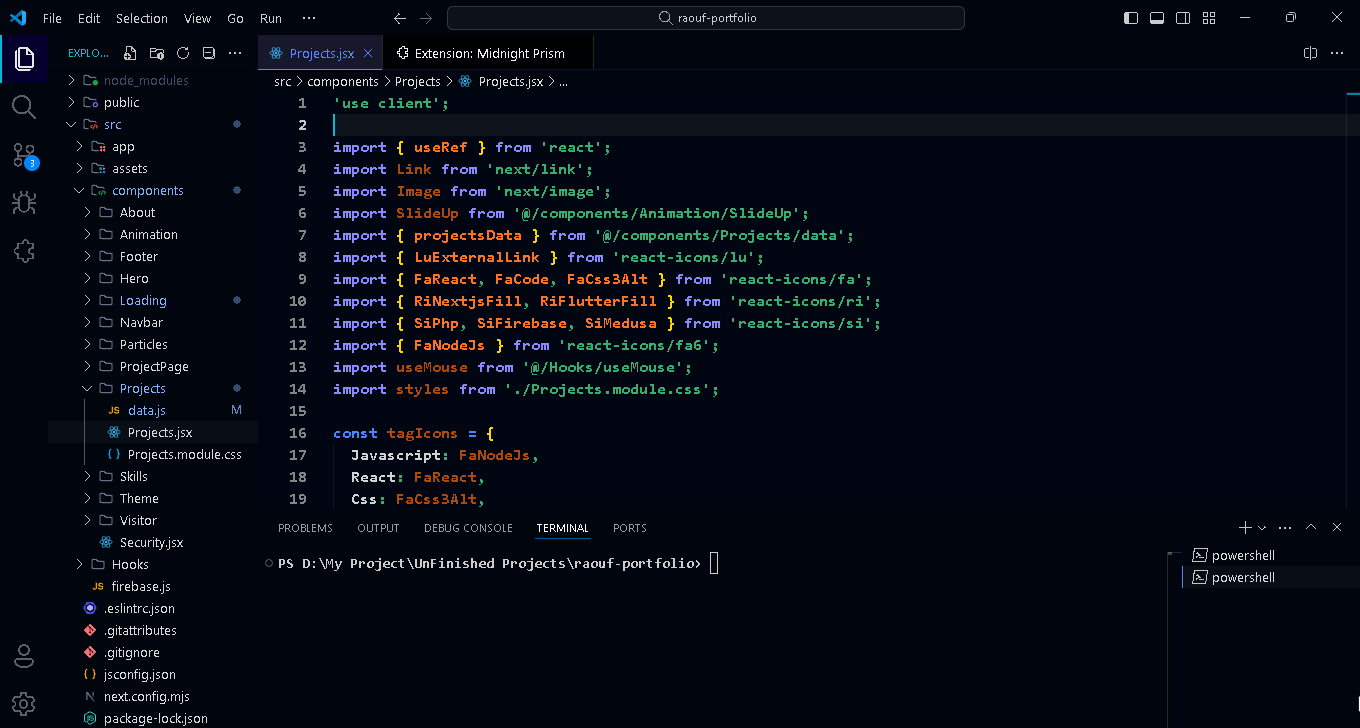 File Edit Selection View Go Run ···
raouf-portfolio
EXPLO...
node_modules
public
src
app
assets
components
About
Animation
Footer
Hero
Loading
Navbar
Particles
ProjectPage
Projects
JS data.js M
Projects.jsx
{} Projects.module.css
Skills
Theme
Visitor
Security.jsx
Hooks
JS firebase.js
.eslintrc.json
.gitattributes
.gitignore
{} jsconfig.json
N next.config.mjs
package-lock.json
3
Projects.jsx Extension: Midnight Prism
src > components > Projects > Projects.jsx > ...
1 'use client';
2
3 import { useRef } from 'react';
4 import Link from 'next/link';
5 import Image from 'next/image';
6 import SlideUp from '@/components/Animation/SlideUp';
7 import { projectsData } from '@/components/Projects/data';
8 import { LuExternalLink } from 'react-icons/lu';
9 import { FaReact, FaCode, FaCss3Alt } from 'react-icons/fa';
10 import { RiNextjsFill, RiFlutterFill } from 'react-icons/ri';
11 import { SiPhp, SiFirebase, SiMedusa } from 'react-icons/si';
12 import { FaNodeJs } from 'react-icons/fa6';
13 import useMouse from '@/Hooks/useMouse';
14 import styles from './Projects.module.css';
15
16 const tagIcons = {
17 Javascript: FaNodeJs,
18 React: FaReact,
19 Css: FaCss3Alt,
PROBLEMS OUTPUT DEBUG CONSOLE TERMINAL PORTS
PS D:\My Project\UnFinished Projects\raouf-portfolio>
powershell
powershell